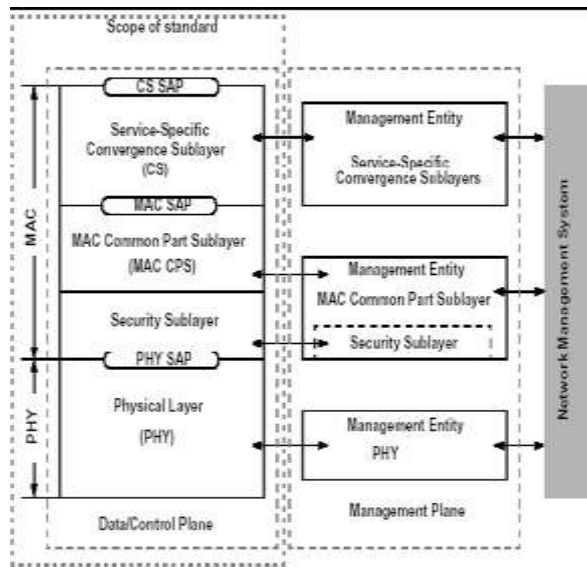 Scope of standard
CS SAP
Service-Specific
Convergence Sublayer
(CS)
MAC SAP
MAC Common Part Sublayer
(MAC CPS)
Security Sublayer
PHY SAP
Physical Layer
(PHY)
Data/Control Plane
MAC
PHY
Management Entity
Service-Specific
Convergence Sublayers
Management Entity
MAC Common Part Sublayer
Security Sublayer
Management Entity
PHY
Management Plane
Network Management System